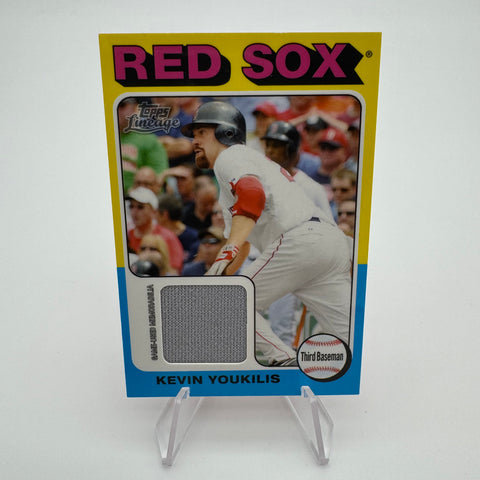 RED SOX®
Topps
Lineage
GAME-USED MEMORABILIA
Third Baseman
KEVIN YOUKILIS